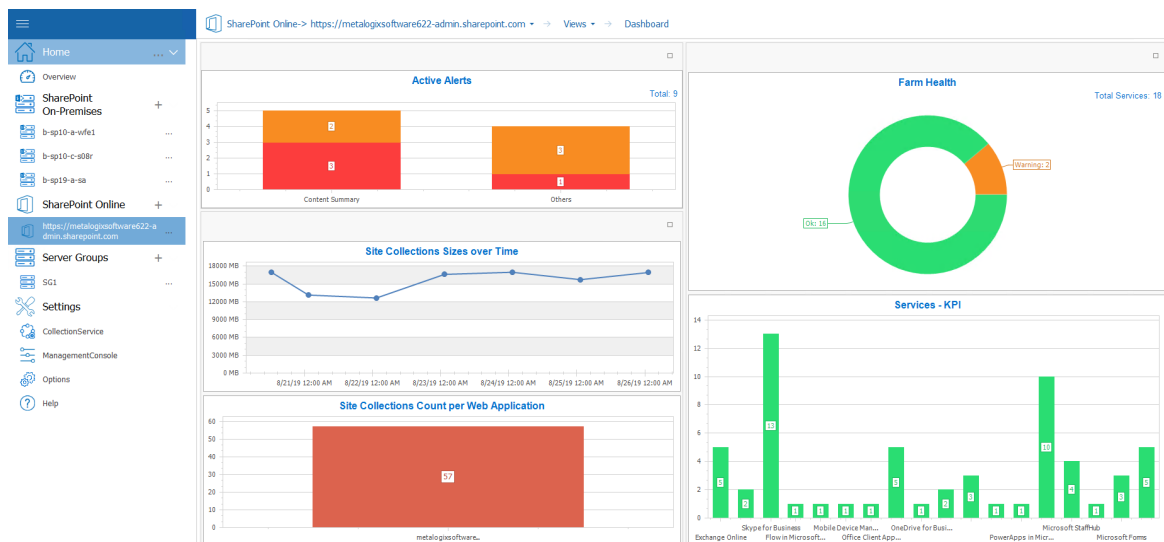 SharePoint Online-> https://metalogixsoftware622-admin.sharepoint.com
Views
Dashboard
Home
...
Overview
SharePoint
On-Premises
+
b-sp10-a-wfe1
...
b-sp10-c-s08r
...
b-sp19-a-sa
...
SharePoint Online
+
https://metalogixsoftware622-a
dmin.sharepoint.com
...
Server Groups
+
SG1
...
Settings
CollectionService
ManagementConsole
Options
? Help
Active Alerts
Total: 9
5
4
3
2
1
0
2
3
3
1
Content Summary
Others
Site Collections Sizes over Time
18000 MB
15000 MB
12000 MB
9000 MB
6000 MB
3000 MB
0 MB
8/21/19 12:00 AM
8/22/19 12:00 AM
8/23/19 12:00 AM
8/24/19 12:00 AM
8/25/19 12:00 AM
8/26/19 12:00 AM
Site Collections Count per Web Application
60
50
40
30
20
10
0
57
metalogixsoftware...
Farm Health
Total Services: 18
Warning: 2
Ok: 16
Services - KPI
14
12
10
8
6
4
2
0
5
2
13
1
1
1
1
5
1
2
3
1
1
10
4
1
3
5
Skype for Business
Mobile Device Man...
OneDrive for Busi...
Microsoft StaffHub
Exchange Online
Flow in Microsoft...
Office Client App...
PowerApps in Micr...
Microsoft Forms